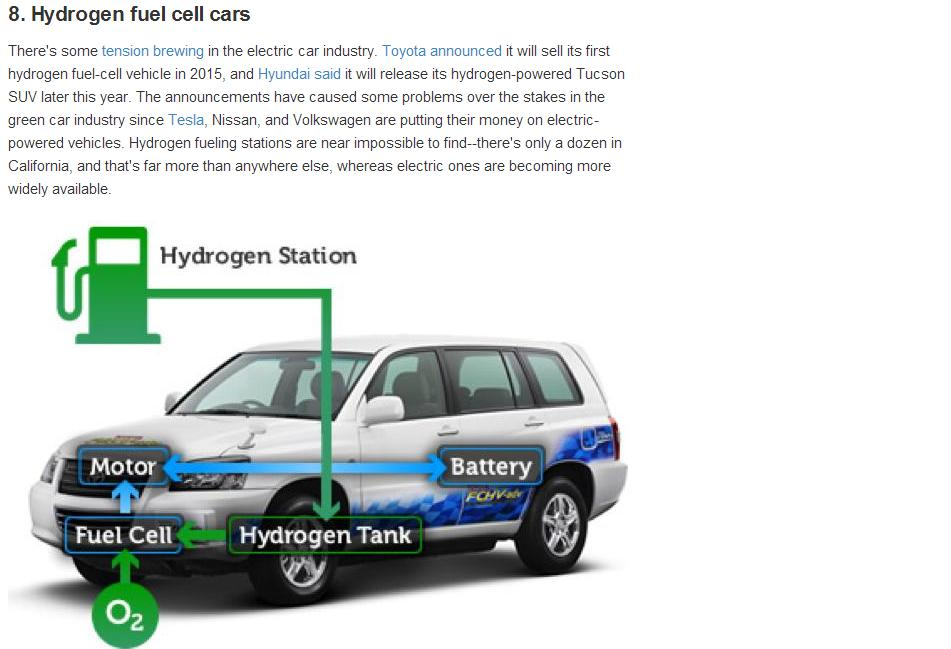 8. Hydrogen fuel cell cars
There's some tension brewing in the electric car industry. Toyota announced it will sell its first
hydrogen fuel-cell vehicle in 2015, and Hyundai said it will release its hydrogen-powered Tucson
SUV later this year. The announcements have caused some problems over the stakes in the
green car industry since Tesla, Nissan, and Volkswagen are putting their money on electric-
powered vehicles. Hydrogen fueling stations are near impossible to find--there's only a dozen in
California, and that's far more than anywhere else, whereas electric ones are becoming more
widely available.
Hydrogen Station
Motor
Battery
FCHV-adv
Fuel Cell
Hydrogen Tank
O2